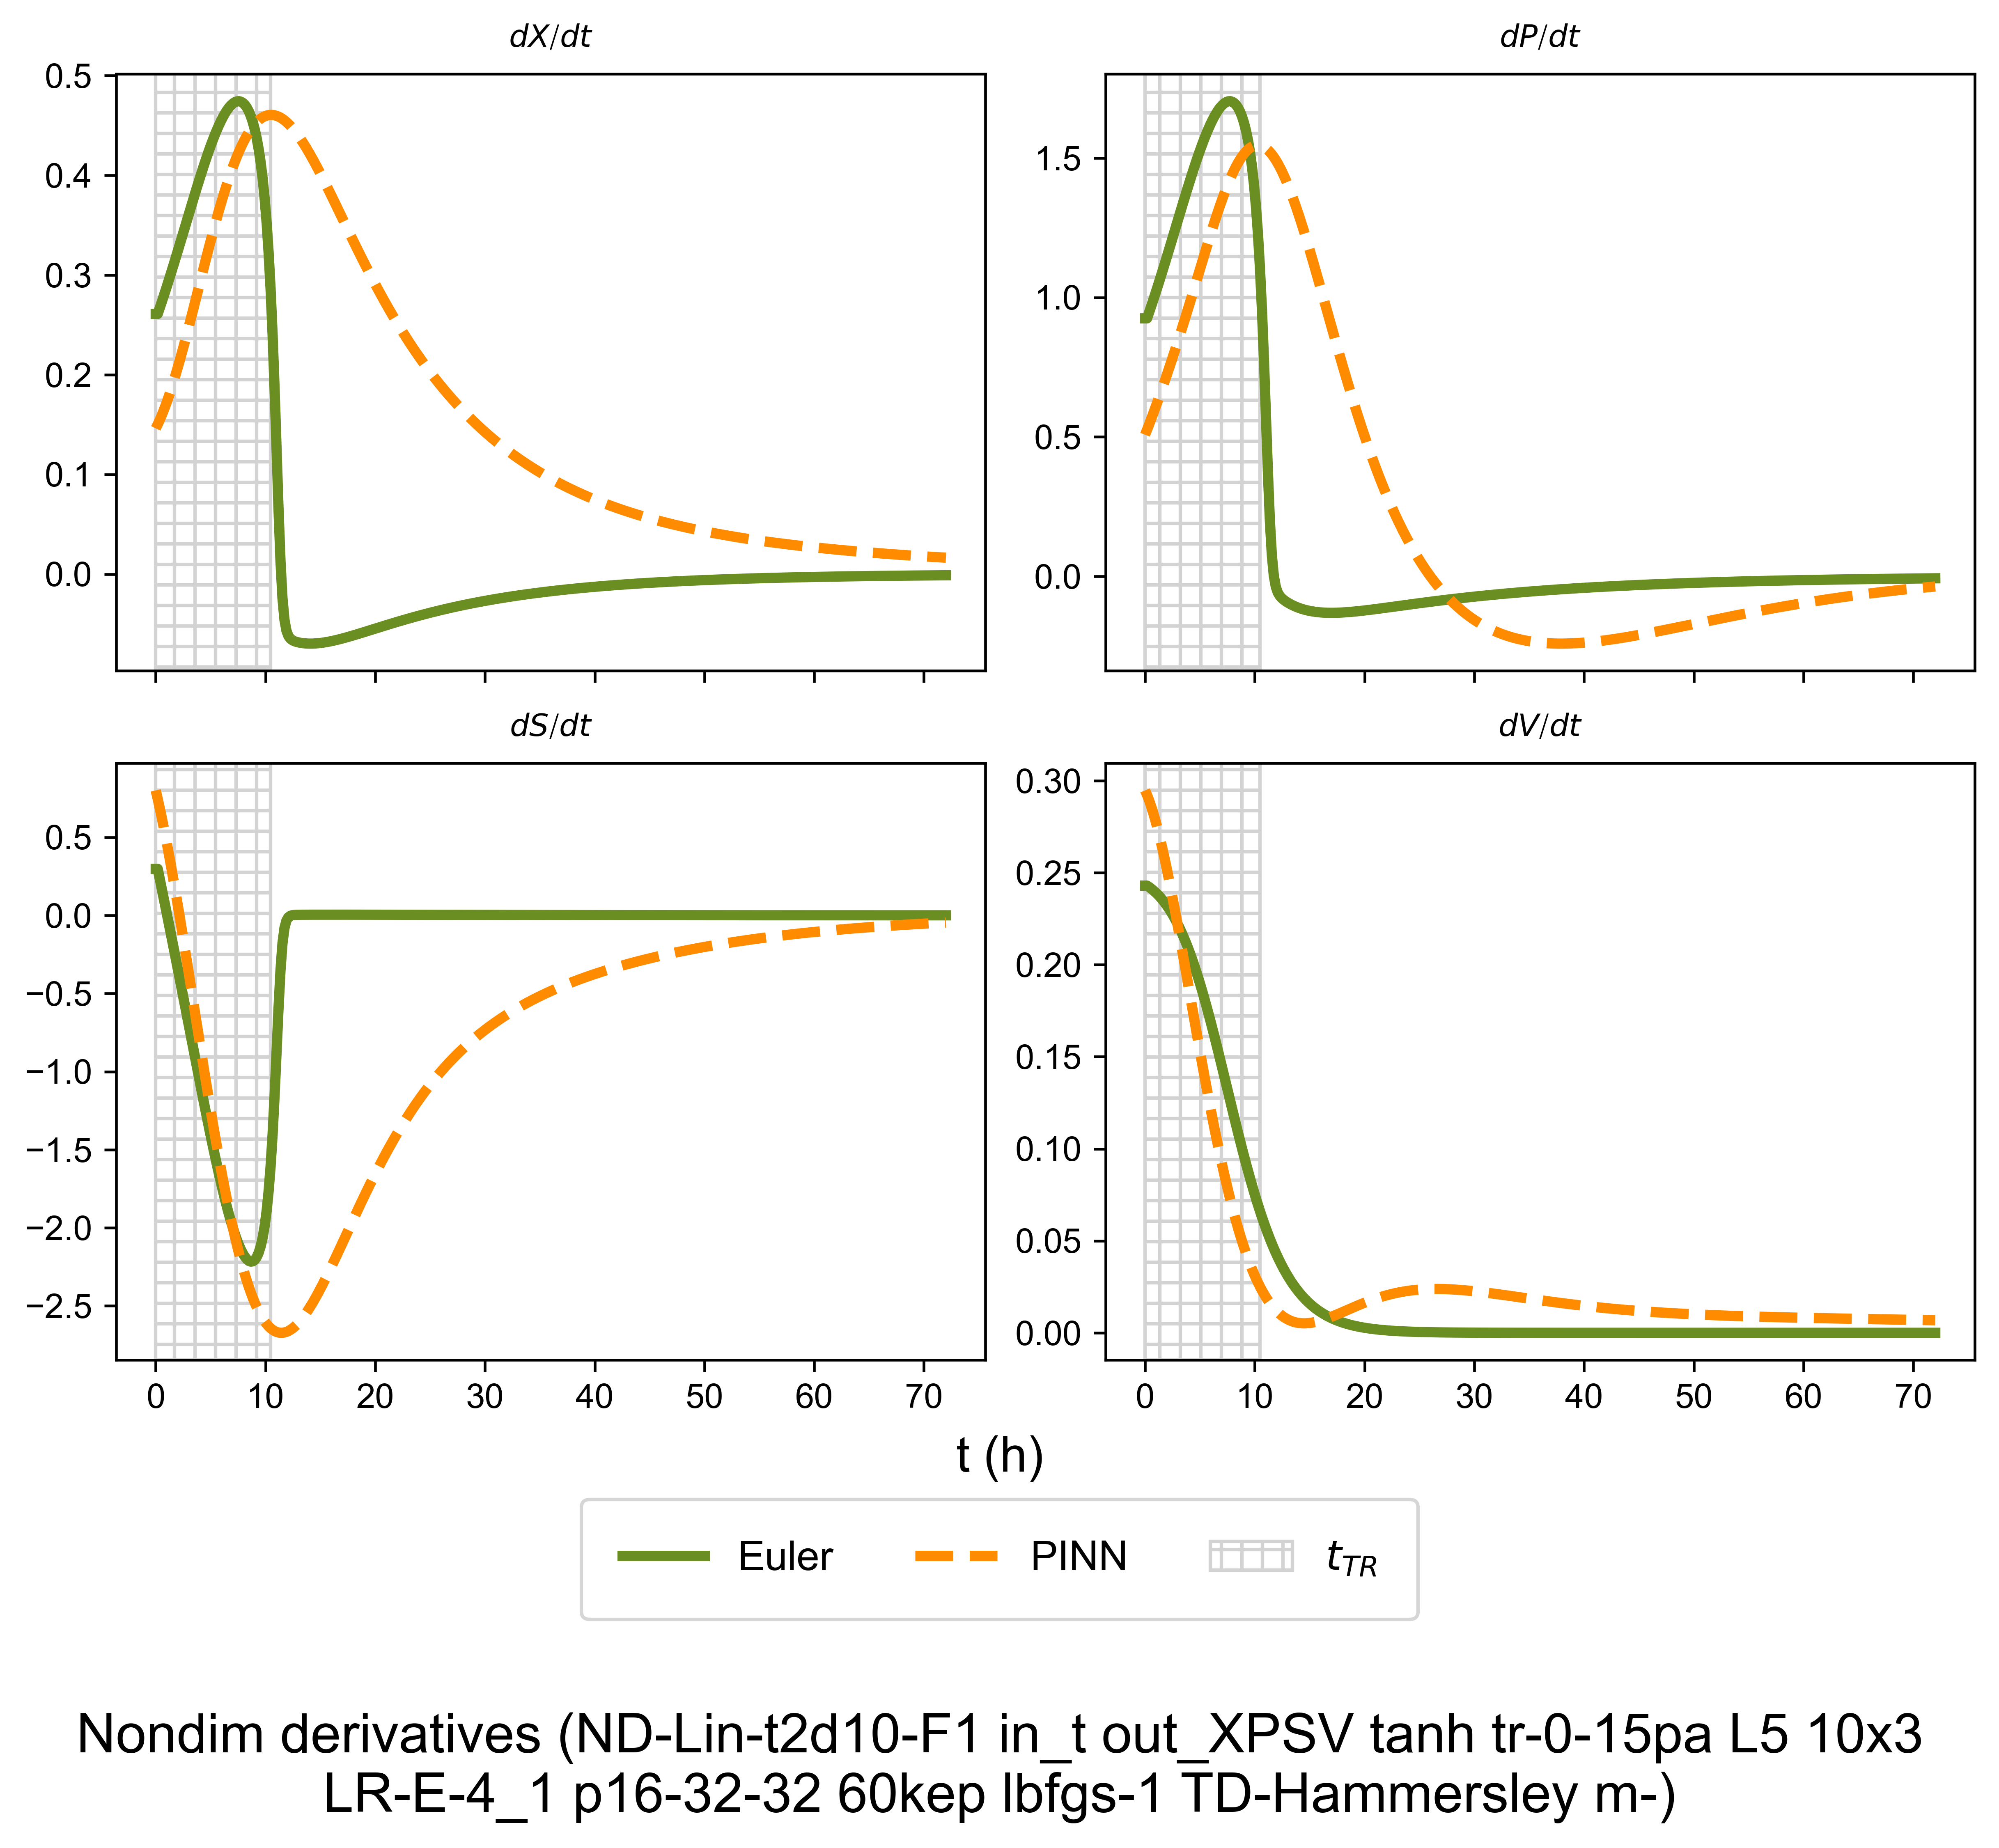 dX/dt
dP/dt
0.5
0.4
0.3
0.2
0.1
0.0
1.5
1.0
0.5
0.0
dS/dt
dV/dt
0.5
0.0
−0.5
−1.0
−1.5
−2.0
−2.5
0 10 20 30 40 50 60 70
0.30
0.25
0.20
0.15
0.10
0.05
0.00
0 10 20 30 40 50 60 70
t (h)
Euler PINN t_TR
Nondim derivatives (ND-Lin-t2d10-F1 in_t out_XPSV tanh tr-0-15pa L5 10x3
LR-E-4_1 p16-32-32 60kep lbfgs-1 TD-Hammersley m-)